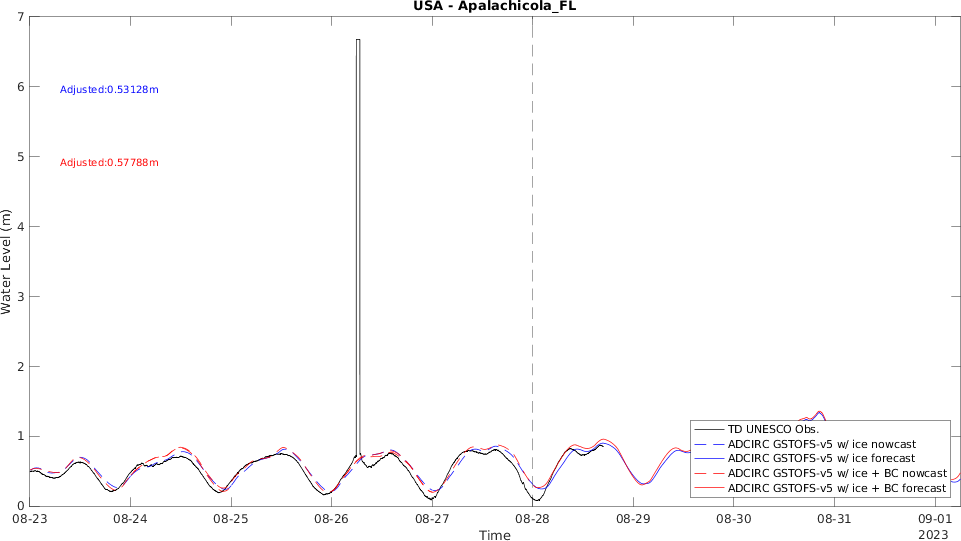 USA - Apalachicola_FL
7
6
5
4
3
2
1
0
Water Level (m)
Adjusted:0.53128m
Adjusted:0.57788m
TD UNESCO Obs.
ADCIRC GSTOFS-v5 w/ ice nowcast
ADCIRC GSTOFS-v5 w/ ice forecast
ADCIRC GSTOFS-v5 w/ ice + BC nowcast
ADCIRC GSTOFS-v5 w/ ice + BC forecast
08-23 08-24 08-25 08-26 08-27 08-28 08-29 08-30 08-31 09-01
Time
2023